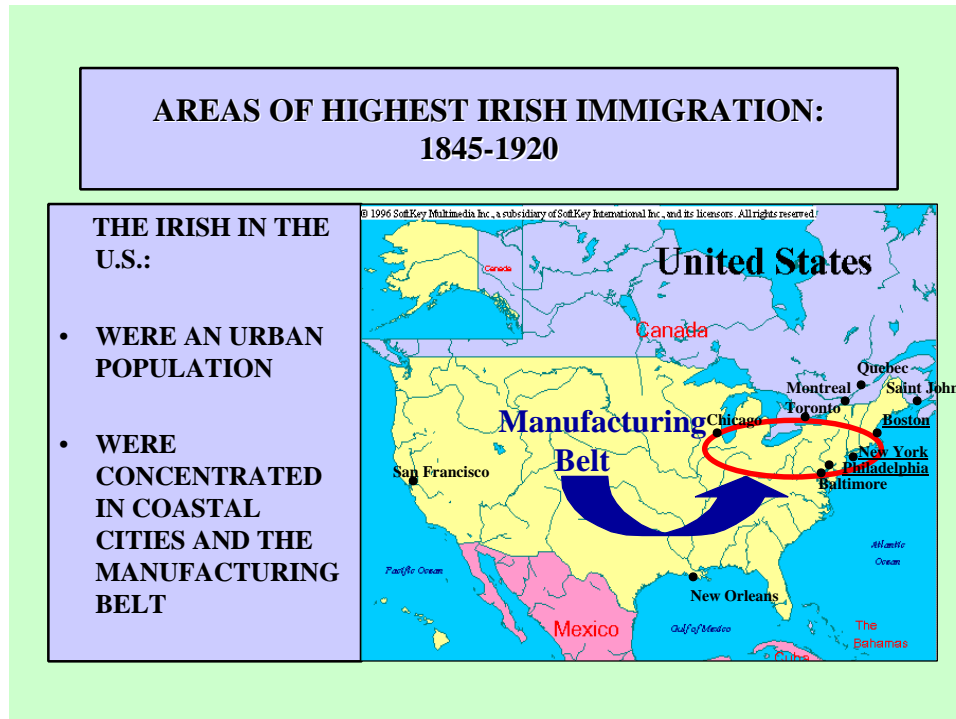 AREAS OF HIGHEST IRISH IMMIGRATION:
1845-1920
THE IRISH IN THE
U.S.:
• WERE AN URBAN
POPULATION
• WERE
CONCENTRATED
IN COASTAL
CITIES AND THE
MANUFACTURING
BELT
© 1996 SoftKey Multimedia Inc., a subsidiary of SoftKey International Inc., and its licensors. All rights reserved.
United States
Canada
Canada
Quebec
Montreal
Saint John
Toronto
Manufacturing
Belt
Chicago
Boston
New York
Philadelphia
Baltimore
San Francisco
Atlantic
Ocean
Pacific Ocean
New Orleans
Mexico
Gulf of Mexico
The
Bahamas
Cuba